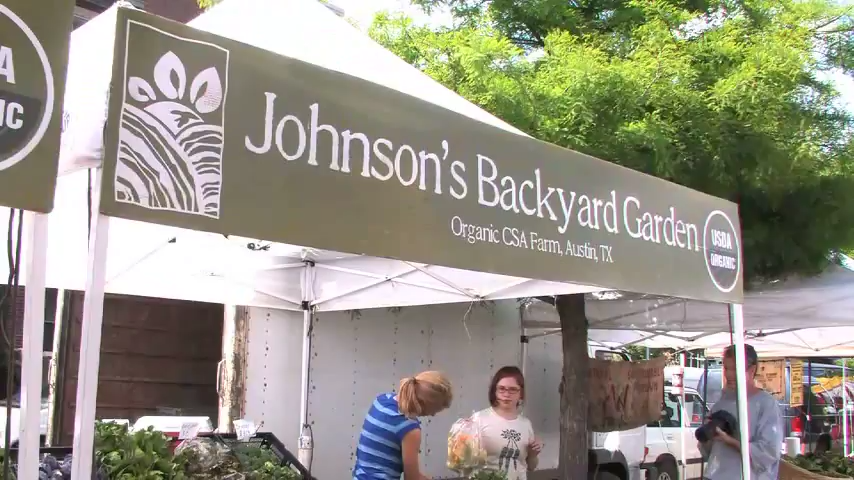 Johnson's Backyard Garden
Organic CSA Farm, Austin, TX
USDA
ORGANIC